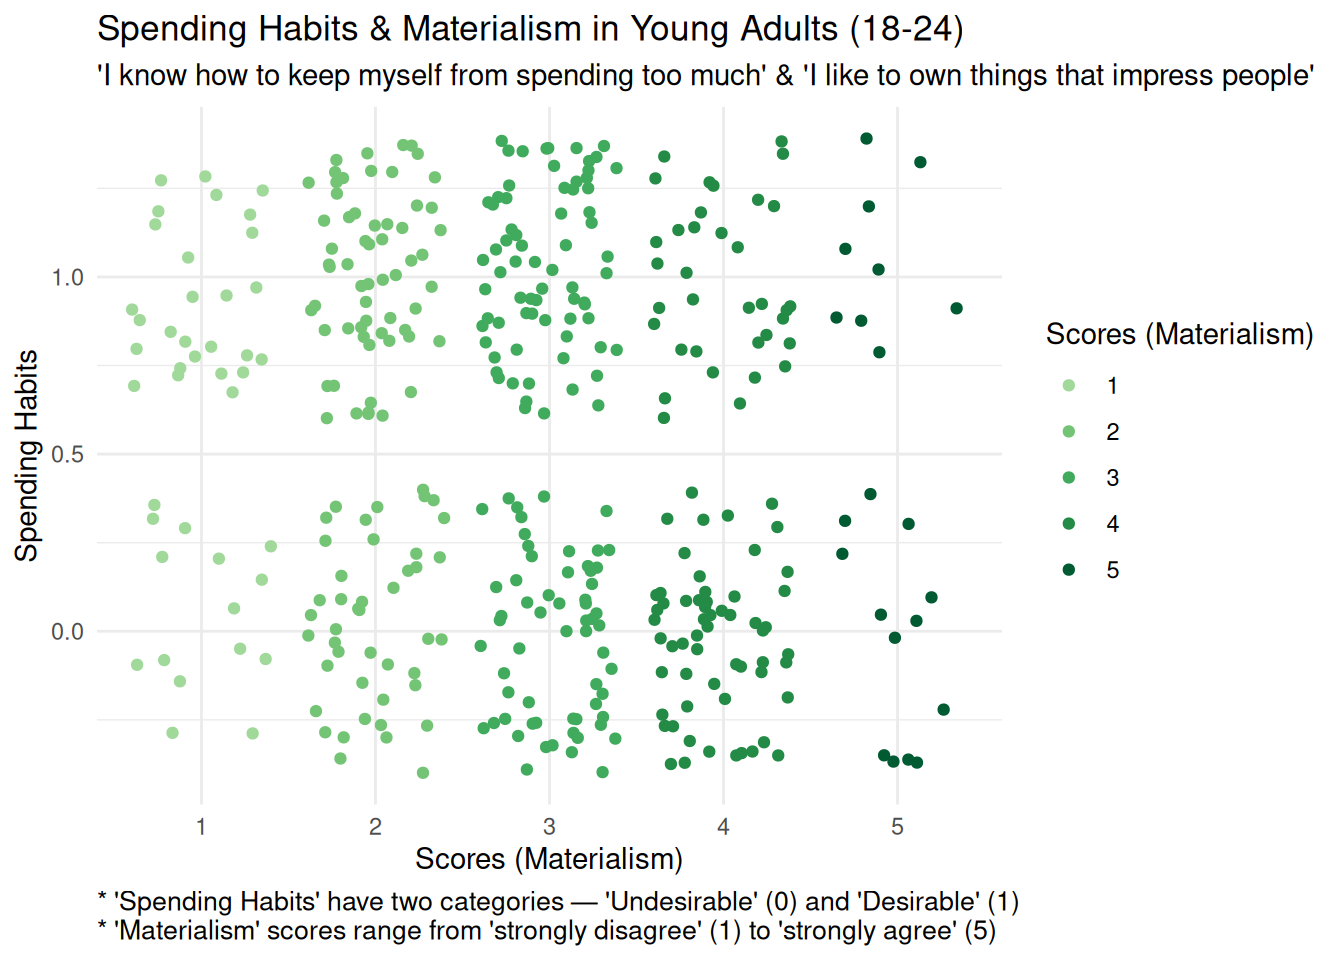 Spending Habits & Materialism in Young Adults (18-24)
'I know how to keep myself from spending too much' & 'I like to own things that impress people'
Spending Habits
1.0
0.5
0.0
1 2 3 4 5
Scores (Materialism)
Scores (Materialism)
1
2
3
4
5
* 'Spending Habits' have two categories — 'Undesirable' (0) and 'Desirable' (1)
* 'Materialism' scores range from 'strongly disagree' (1) to 'strongly agree' (5)